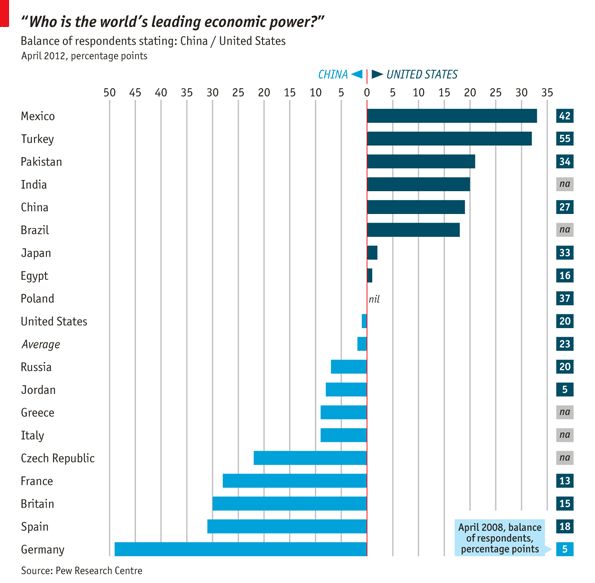 “Who is the world’s leading economic power?”
Balance of respondents stating: China / United States
April 2012, percentage points
CHINA ◄ ► UNITED STATES
50 45 40 35 30 25 20 15 10 5 0 5 10 15 20 25 30 35
Mexico 42
Turkey 55
Pakistan 34
India na
China 27
Brazil na
Japan 33
Egypt 16
Poland nil 37
United States 20
Average 23
Russia 20
Jordan 5
Greece na
Italy na
Czech Republic na
France 13
Britain 15
Spain 18
April 2008, balance
of respondents,
percentage points
Germany 5
Source: Pew Research Centre